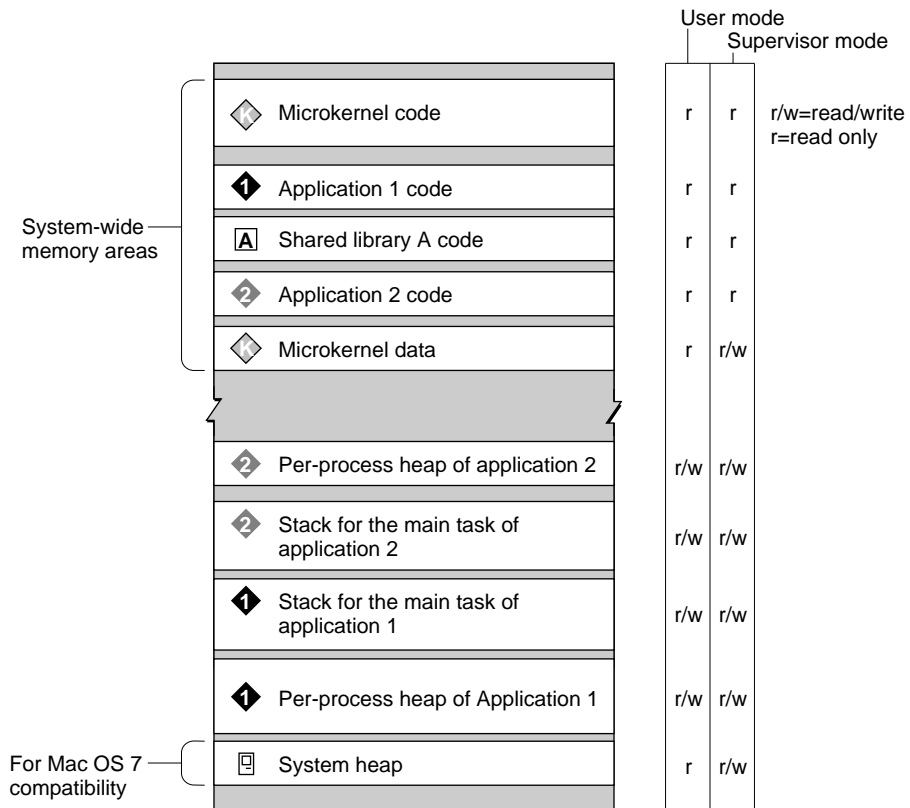 User mode
Supervisor mode
K Microkernel code r r
r/w=read/write
r=read only
1 Application 1 code r r
System-wide
memory areas
A Shared library A code r r
2 Application 2 code r r
K Microkernel data r r/w
2 Per-process heap of application 2 r/w r/w
2 Stack for the main task of
application 2 r/w r/w
1 Stack for the main task of
application 1 r/w r/w
1 Per-process heap of Application 1 r/w r/w
For Mac OS 7
compatibility
System heap r r/w